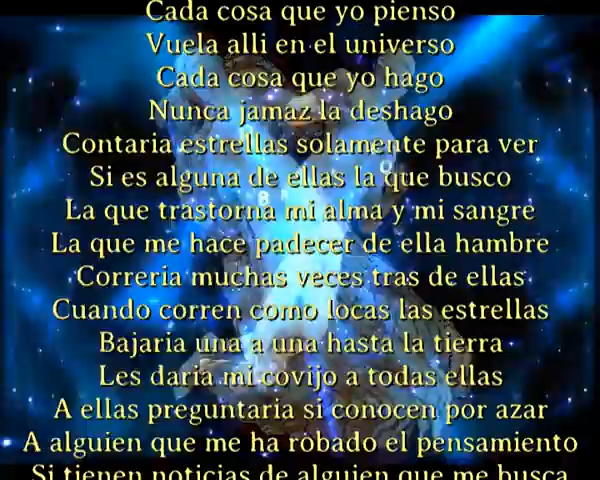 Cada cosa que yo pienso
Vuela alli en el universo
Cada cosa que yo hago
Nunca jamaz la deshago
Contaria estrellas solamente para ver
Si es alguna de ellas la que busco
La que trastorna mi alma y mi sangre
La que me hace padecer de ella hambre
Correria muchas veces tras de ellas
Cuando corren como locas las estrellas
Bajaria una a una hasta la tierra
Les daria mi covijo a todas ellas
A ellas preguntaria si conocen por azar
A alguien que me ha robado el pensamiento
Si tienen noticias de alguien que me busca